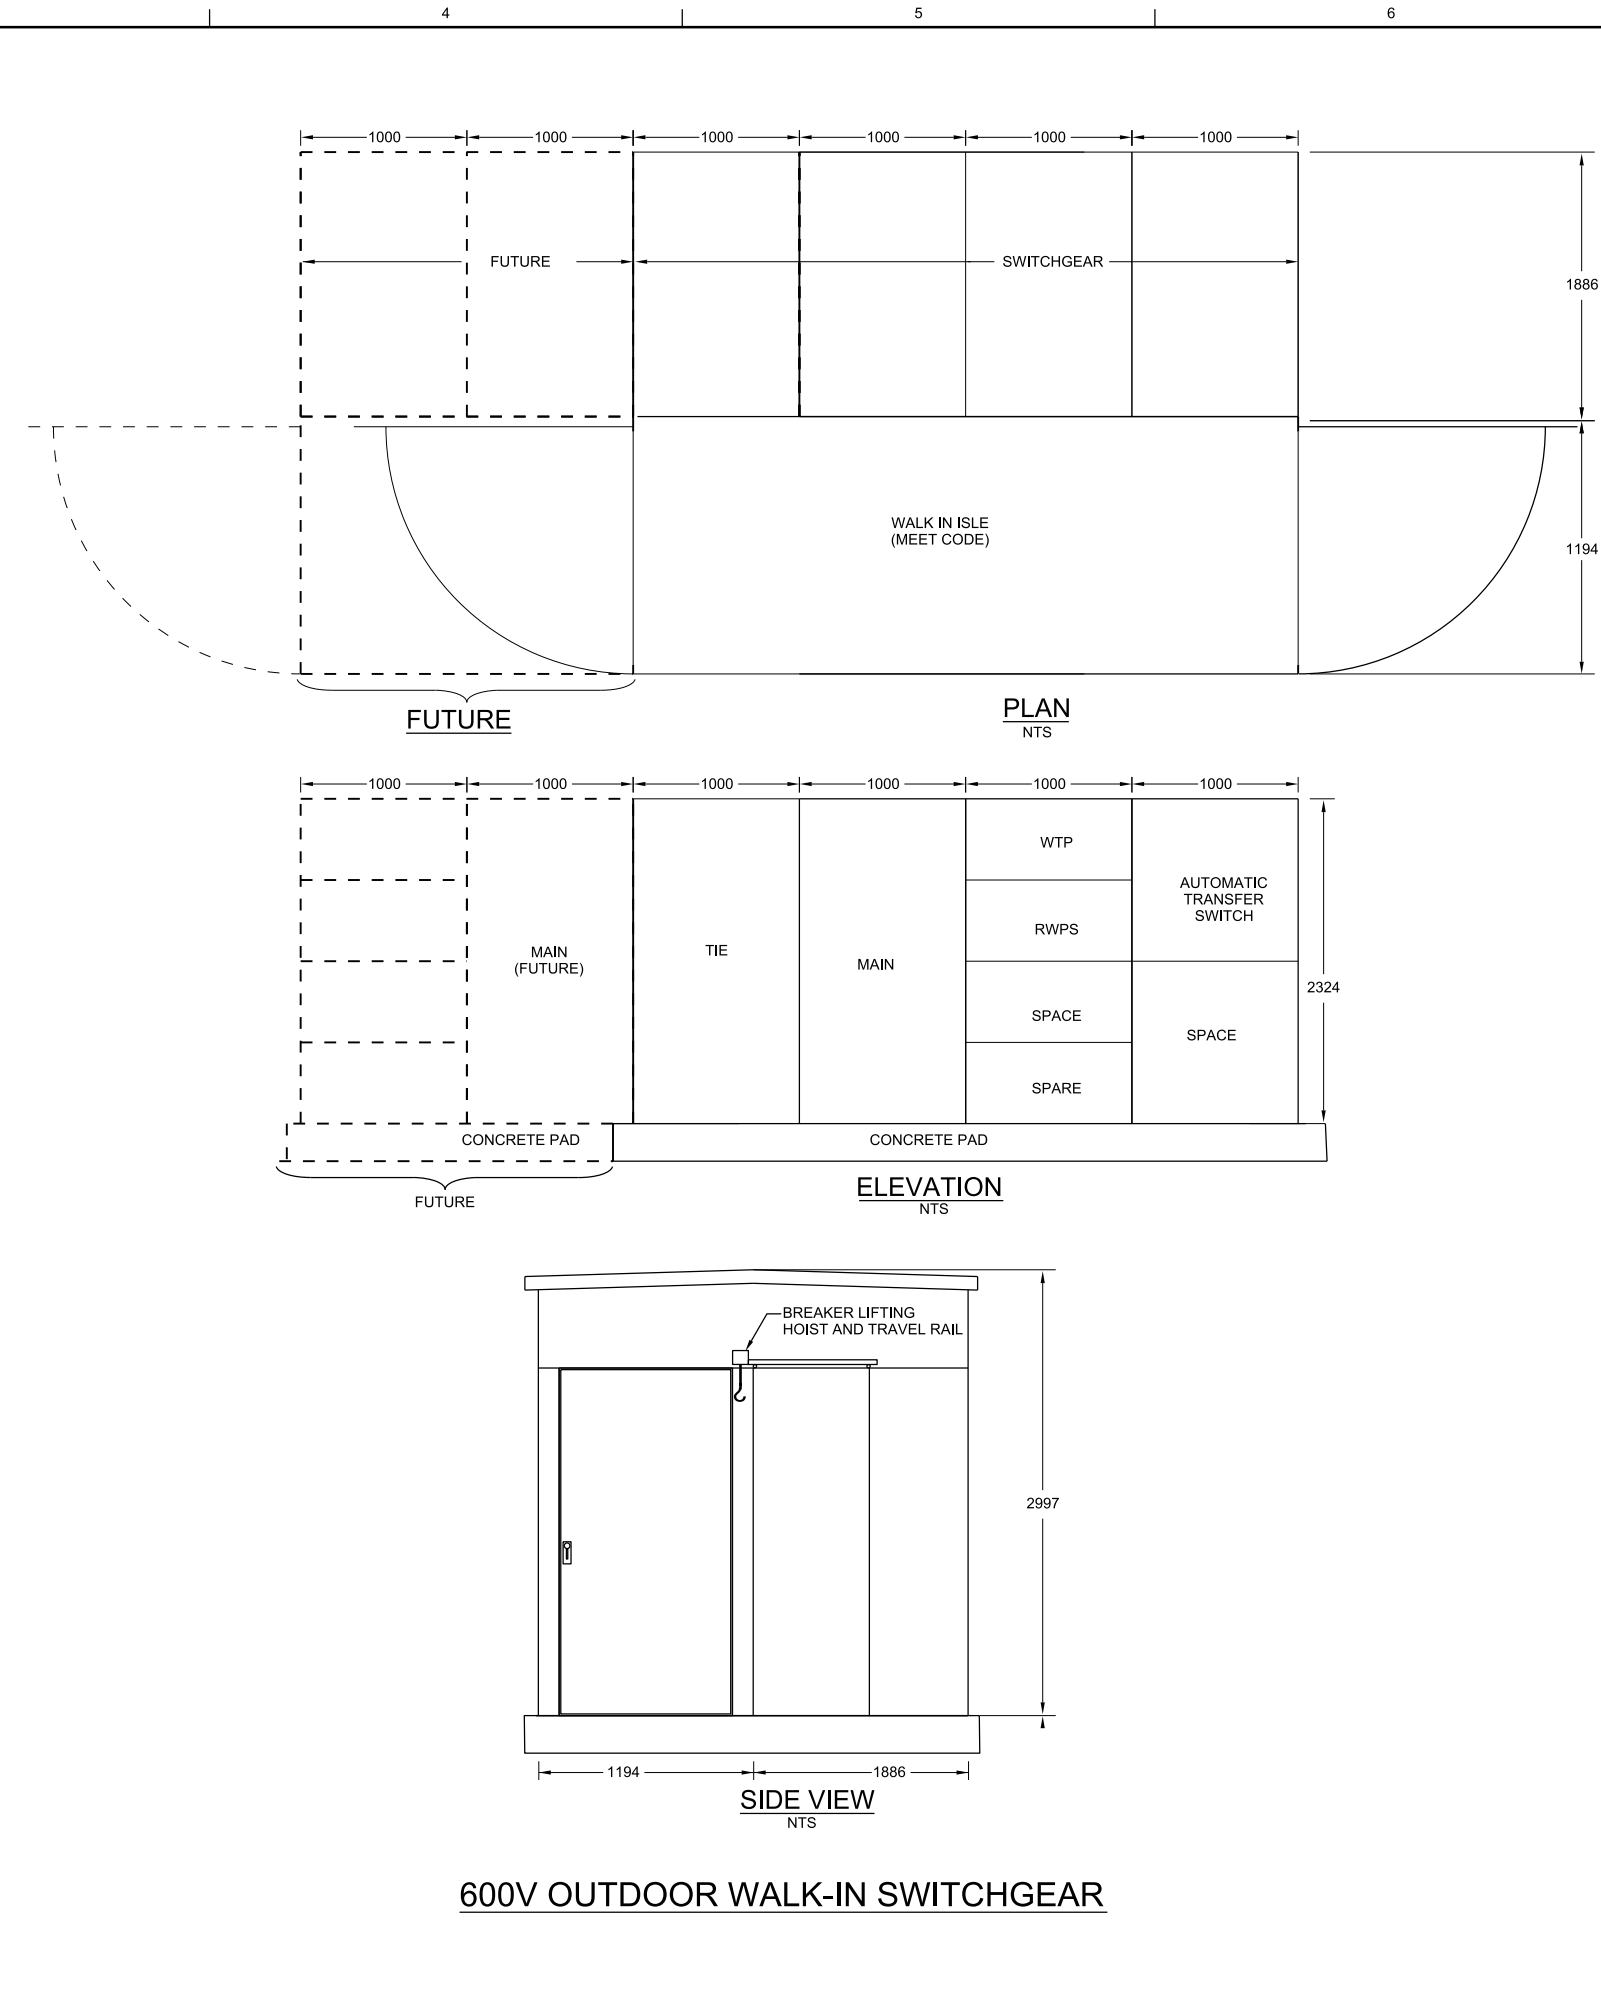 4 5 6
1000 1000 1000 1000 1000 1000
FUTURE SWITCHGEAR
1886
WALK IN ISLE
(MEET CODE)
1194
FUTURE
PLAN
NTS
1000 1000 1000 1000 1000 1000
WTP
AUTOMATIC
TRANSFER
SWITCH
RWPS
MAIN
(FUTURE)
TIE
MAIN
2324
SPACE
SPACE
SPARE
CONCRETE PAD CONCRETE PAD
FUTURE
ELEVATION
NTS
BREAKER LIFTING
HOIST AND TRAVEL RAIL
2997
1194 1886
SIDE VIEW
NTS
600V OUTDOOR WALK-IN SWITCHGEAR